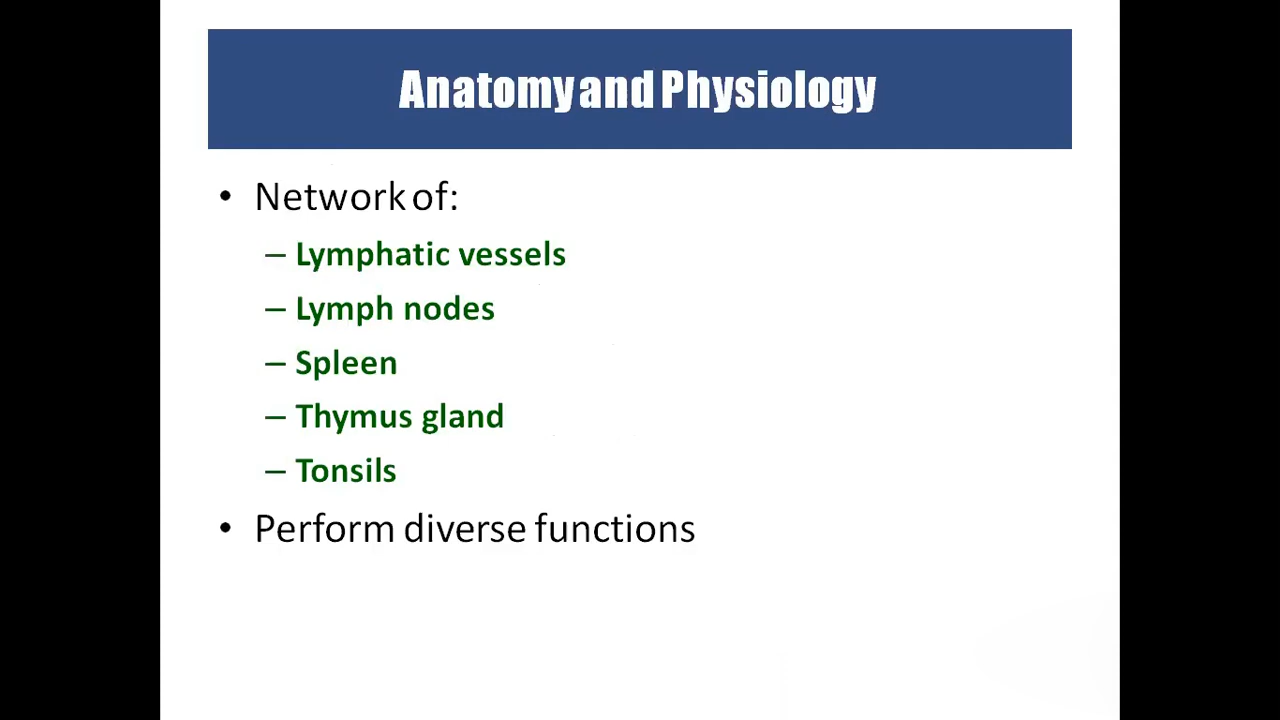 Anatomy and Physiology
• Network of:
– Lymphatic vessels
– Lymph nodes
– Spleen
– Thymus gland
– Tonsils
• Perform diverse functions